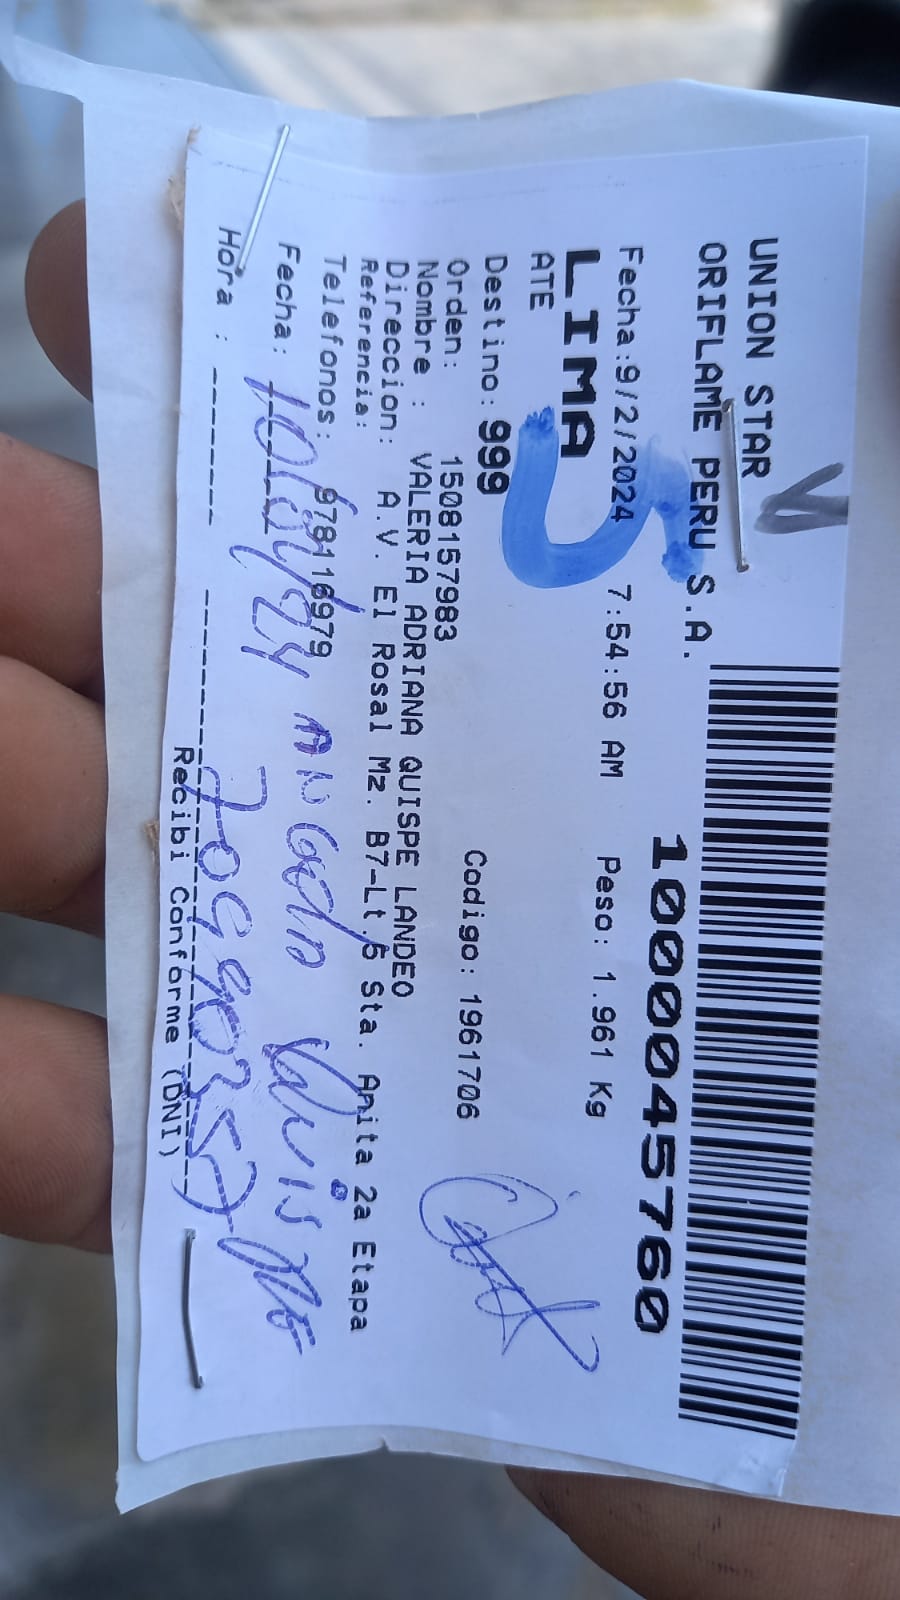 UNION STAR
ORIFLAME PERU S.A.
1000045760
Fecha:9/2/2024 7:54:56 AM Peso: 1.961 Kg
LIMA
5
ATE
Destino: 999
Orden: 1508157983 Codigo: 1961706
Nombre : VALERIA ADRIANA QUISPE LANDEO
Direccion: A.V. El Rosal Mz. B7-Lt.5 Sta. Anita 2a Etapa
Referencia:
Telefonos: 978116979
Fecha:
Hora :
Recibi Conforme (DNI)